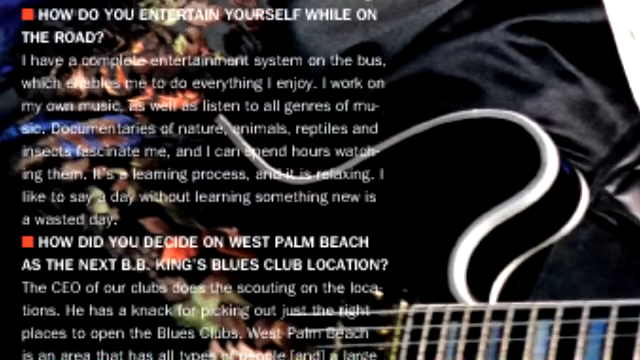 HOW DO YOU ENTERTAIN YOURSELF WHILE ON
THE ROAD?
I have a complete entertainment system on the bus,
which enables me to do everything I enjoy. I work on
my own music, as well as listen to all genres of mu-
sic. Documentaries of nature, animals, reptiles and
insects fascinate me, and I can spend hours watch-
ing them. It's a learning process, and it is relaxing. I
like to say a day without learning something new is
a wasted day.
HOW DID YOU DECIDE ON WEST PALM BEACH
AS THE NEXT B.B. KING'S BLUES CLUB LOCATION?
The CEO of our clubs does the scouting on the loca-
tions. He has a knack for picking out just the right
places to open the Blues Clubs. West Palm Beach
is an area that has all types of people [and] a large